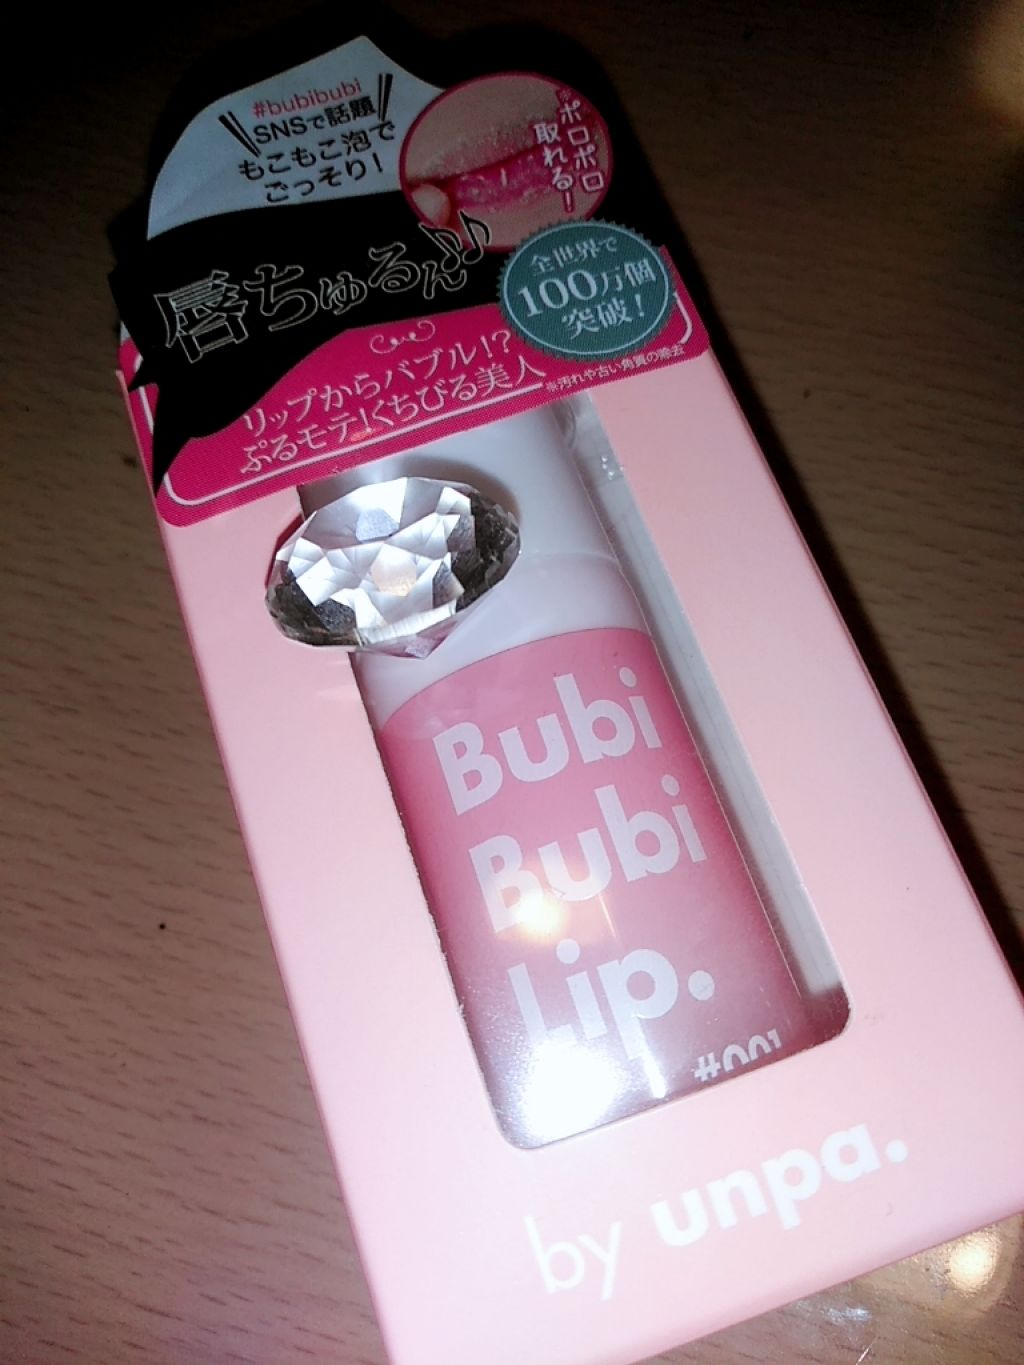 #bubibubi
SNSで話題
もこもこ泡で
ごっそり!
※ポロポロ
取れる!
唇ちゅるん♪♪
全世界で
100万個
突破!
リップからバブル!?
ぷるモテ!くちびる美人
※汚れや古い角質の除去
Bubi
Bubi
Lip.
#001
by unpa.